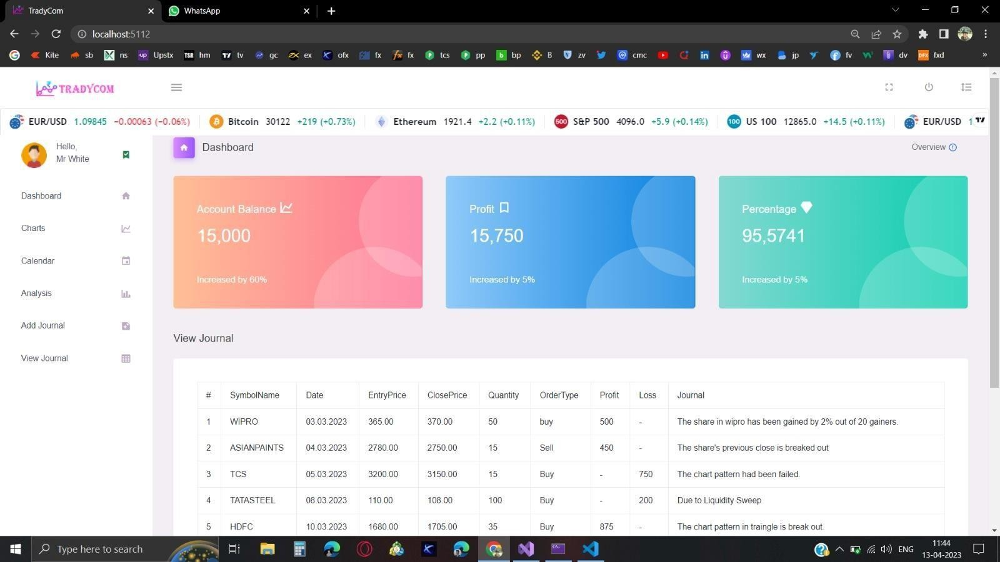 TradyCom
WhatsApp
localhost:5112
Kite sb ns Upstx hm tv gc ex ofx fx fx tcs pp bp B zv cmc wx jp fv dv fxd »
TRADYCOM
EUR/USD 1.09845 −0.00063 (−0.06%) Bitcoin 30122 +219 (+0.73%) Ethereum 1921.4 +2.2 (+0.11%) 500 S&P 500 4096.0 +5.9 (+0.14%) 100 US 100 12865.0 +14.5 (+0.11%) EUR/USD 1
Hello,
Mr White
Dashboard
Overview
Dashboard
Charts
Calendar
Analysis
Add Journal
View Journal
Account Balance
15,000
Increased by 60%
Profit
15,750
Increased by 5%
Percentage
95,5741
Increased by 5%
View Journal
# SymbolName Date EntryPrice ClosePrice Quantity OrderType Profit Loss Journal
1 WIPRO 03.03.2023 365.00 370.00 50 buy 500 - The share in wipro has been gained by 2% out of 20 gainers.
2 ASIANPAINTS 04.03.2023 2780.00 2750.00 15 Sell 450 - The share's previous close is breaked out
3 TCS 05.03.2023 3200.00 3150.00 15 Buy - 750 The chart pattern had been failed.
4 TATASTEEL 08.03.2023 110.00 108.00 100 Buy - 200 Due to Liquidity Sweep
5 HDFC 10.03.2023 1680.00 1705.00 35 Buy 875 - The chart pattern in traingle is break out.
Type here to search
ENG
11:44
13-04-2023